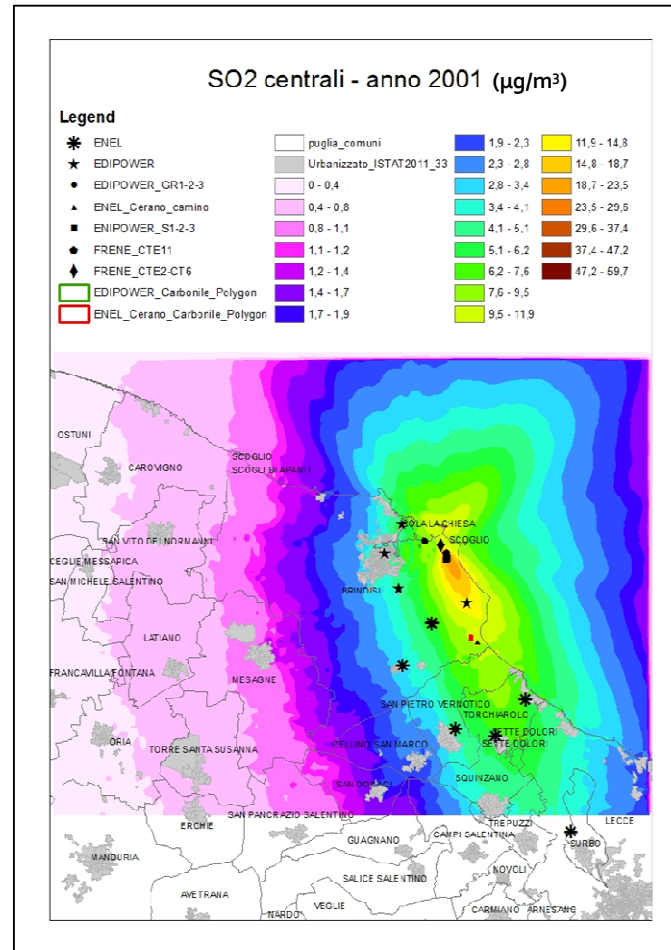 SO2 centrali - anno 2001 (µg/m³)
Legend
ENEL
EDIPOWER
EDIPOWER_GR1-2-3
ENEL_Cerano_camino
ENIPOWER_S1-2-3
FRENE_CTE11
FRENE_CTE2-CT6
EDIPOWER_Carbonile_Polygon
ENEL_Cerano_Carbonile_Polygon
puglia_comuni
Urbanizzato_ISTAT2011_33
0 - 0,4
0,4 - 0,8
0,8 - 1,1
1,1 - 1,2
1,2 - 1,4
1,4 - 1,7
1,7 - 1,9
1,9 - 2,3
2,3 - 2,8
2,8 - 3,4
3,4 - 4,1
4,1 - 5,1
5,1 - 6,2
6,2 - 7,6
7,6 - 9,5
9,5 - 11,9
11,9 - 14,8
14,8 - 18,7
18,7 - 23,5
23,5 - 29,6
29,6 - 37,4
37,4 - 47,2
47,2 - 59,7
OSTUNI
SCOGLIO
CAROVIGNO
SCOGLI DI APANI
ISOLA LA CHIESA
SCOGLIO
SAN VITO DEI NORMANNI
CEGLIE MESSAPICA
SAN MICHELE SALENTINO
BRINDISI
LATIANO
FRANCAVILLA FONTANA
MESAGNE
SAN PIETRO VERNOTICO
TORCHIAROLO
SETTE DOLORI
SETTE DOLORI
ORIA
TORRE SANTA SUSANNA
CELLINO SAN MARCO
SAN DONACI
SQUINZANO
SAN PANCRAZIO SALENTINO
ERCHIE
TREPUZZI
LECCE
GUAGNANO
CAMPI SALENTINA
SURBO
MANDURIA
SALICE SALENTINO
NOVOLI
AVETRANA
VEGLIE
NARDO
CARMIANO
ARNESANO